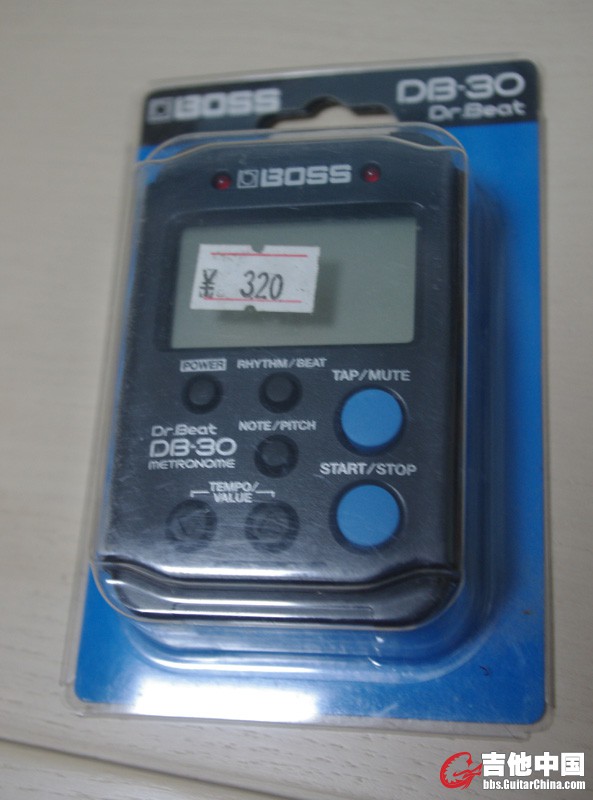 BOSS
DB-30
Dr.Beat
BOSS
¥ 320
POWER
RHYTHM/BEAT
TAP/MUTE
Dr.Beat
DB-30
METRONOME
NOTE/PITCH
START/STOP
TEMPO/
VALUE
吉他中国
bbs.GuitarChina.com